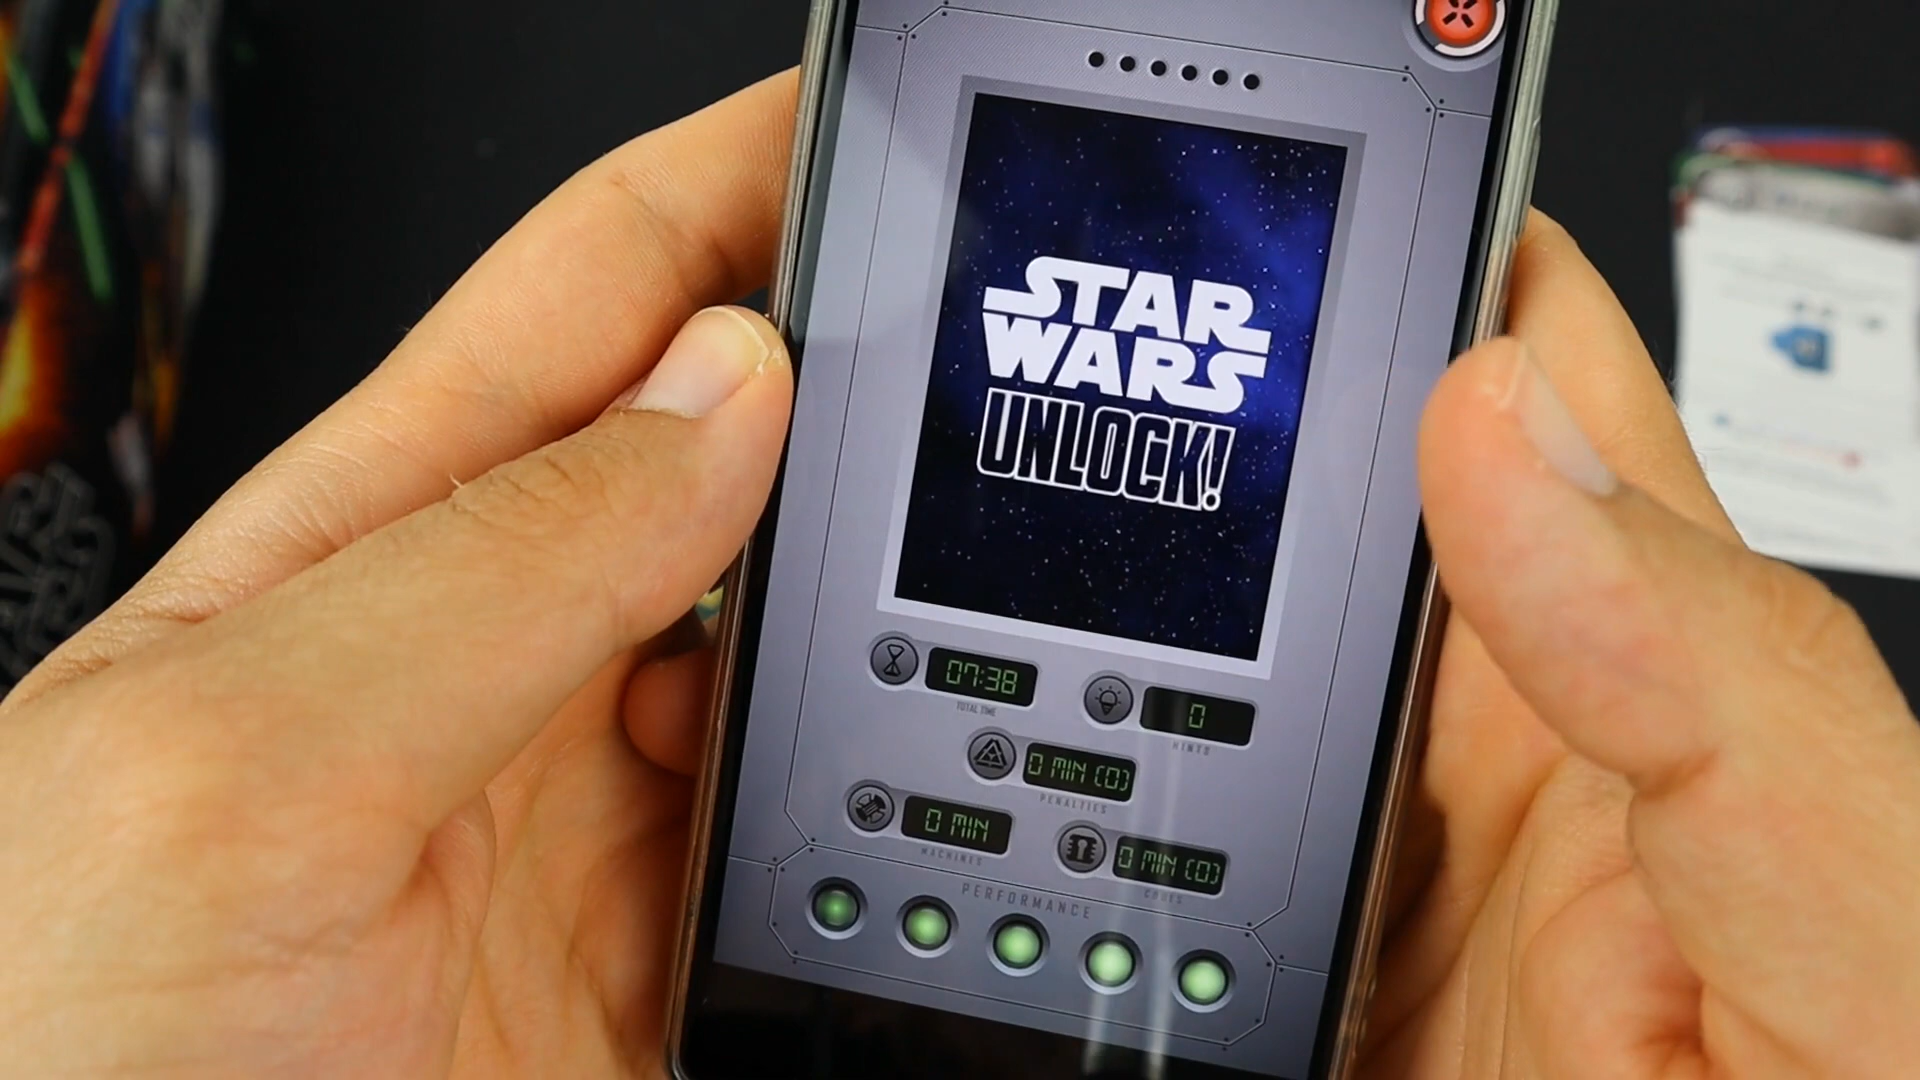 STAR
WARS
UNLOCK!
07:38
TOTAL TIME
0
HINTS
0 MIN (0)
PENALTIES
0 MIN
MACHINES
0 MIN (0)
CODES
PERFORMANCE